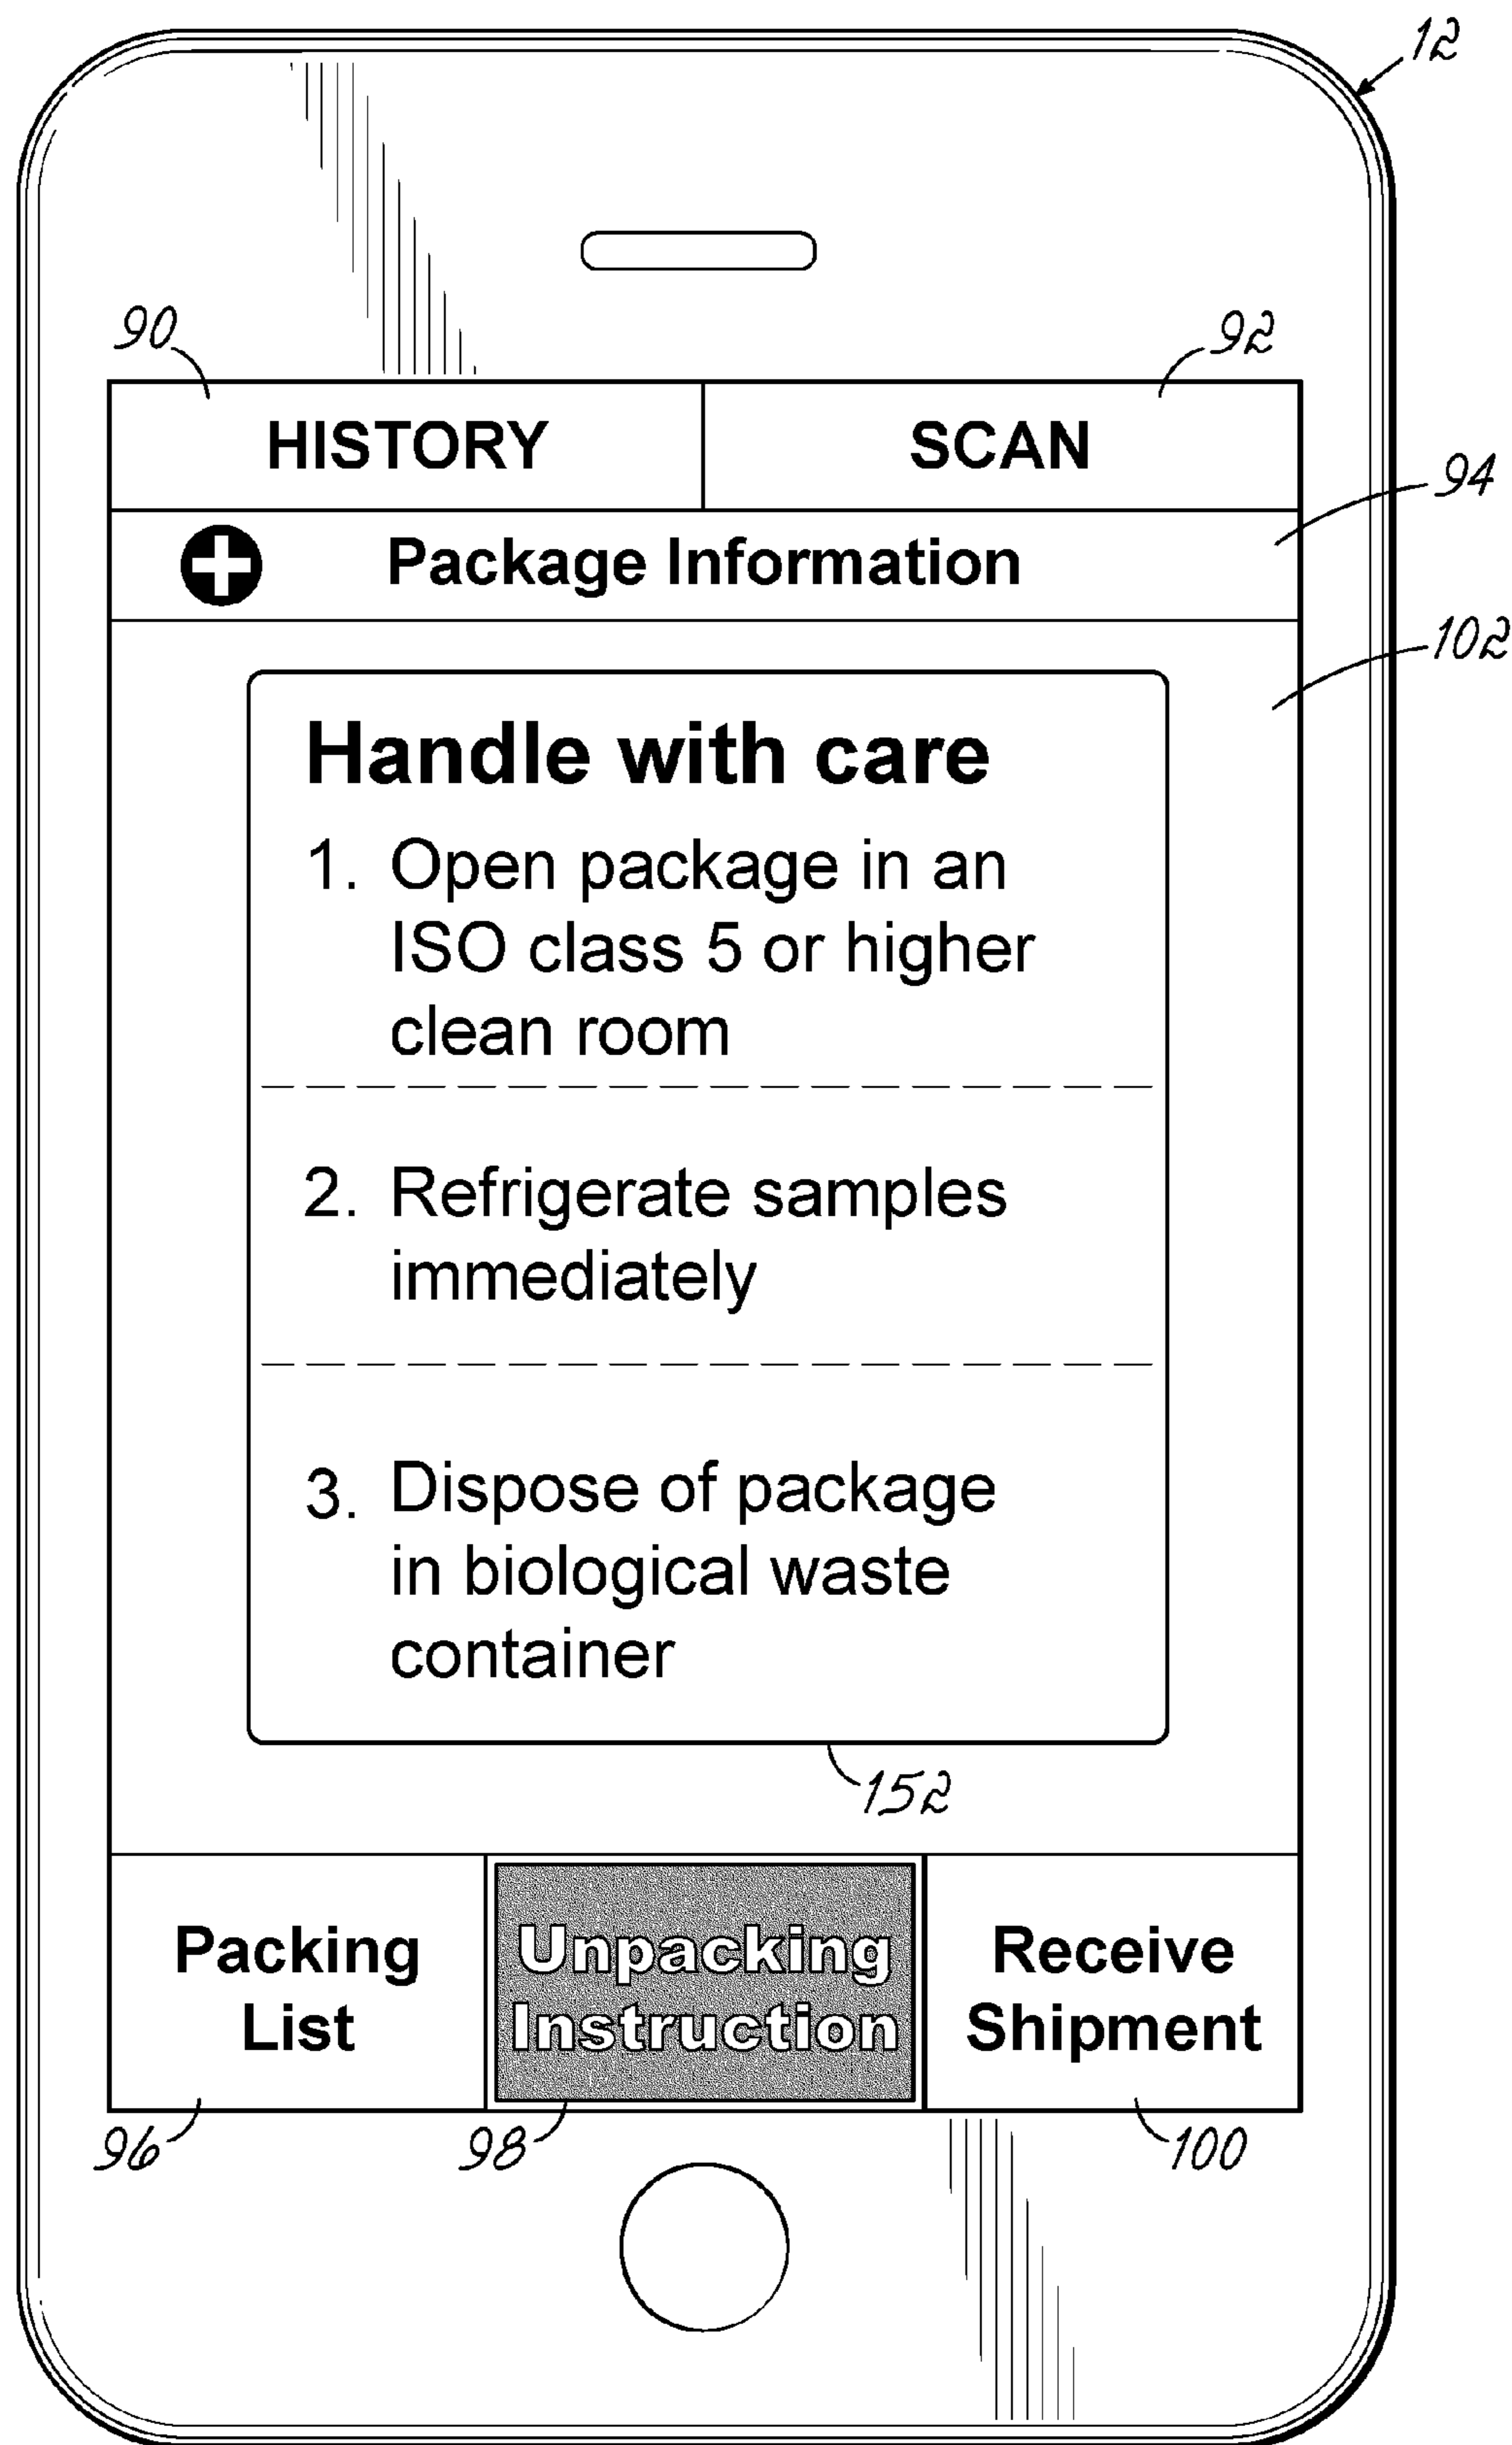 12
90
92
HISTORY SCAN
94
Package Information
102
Handle with care
1. Open package in an
ISO class 5 or higher
clean room
2. Refrigerate samples
immediately
3. Dispose of package
in biological waste
container
152
Packing
List
Unpacking
Instruction
Receive
Shipment
96
98
100